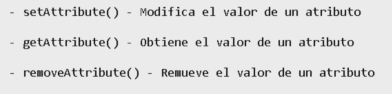 - setAttribute() - Modifica el valor de un atributo
- getAttribute() - Obtiene el valor de un atributo
- removeAttribute() - Remueve el valor de un atributo